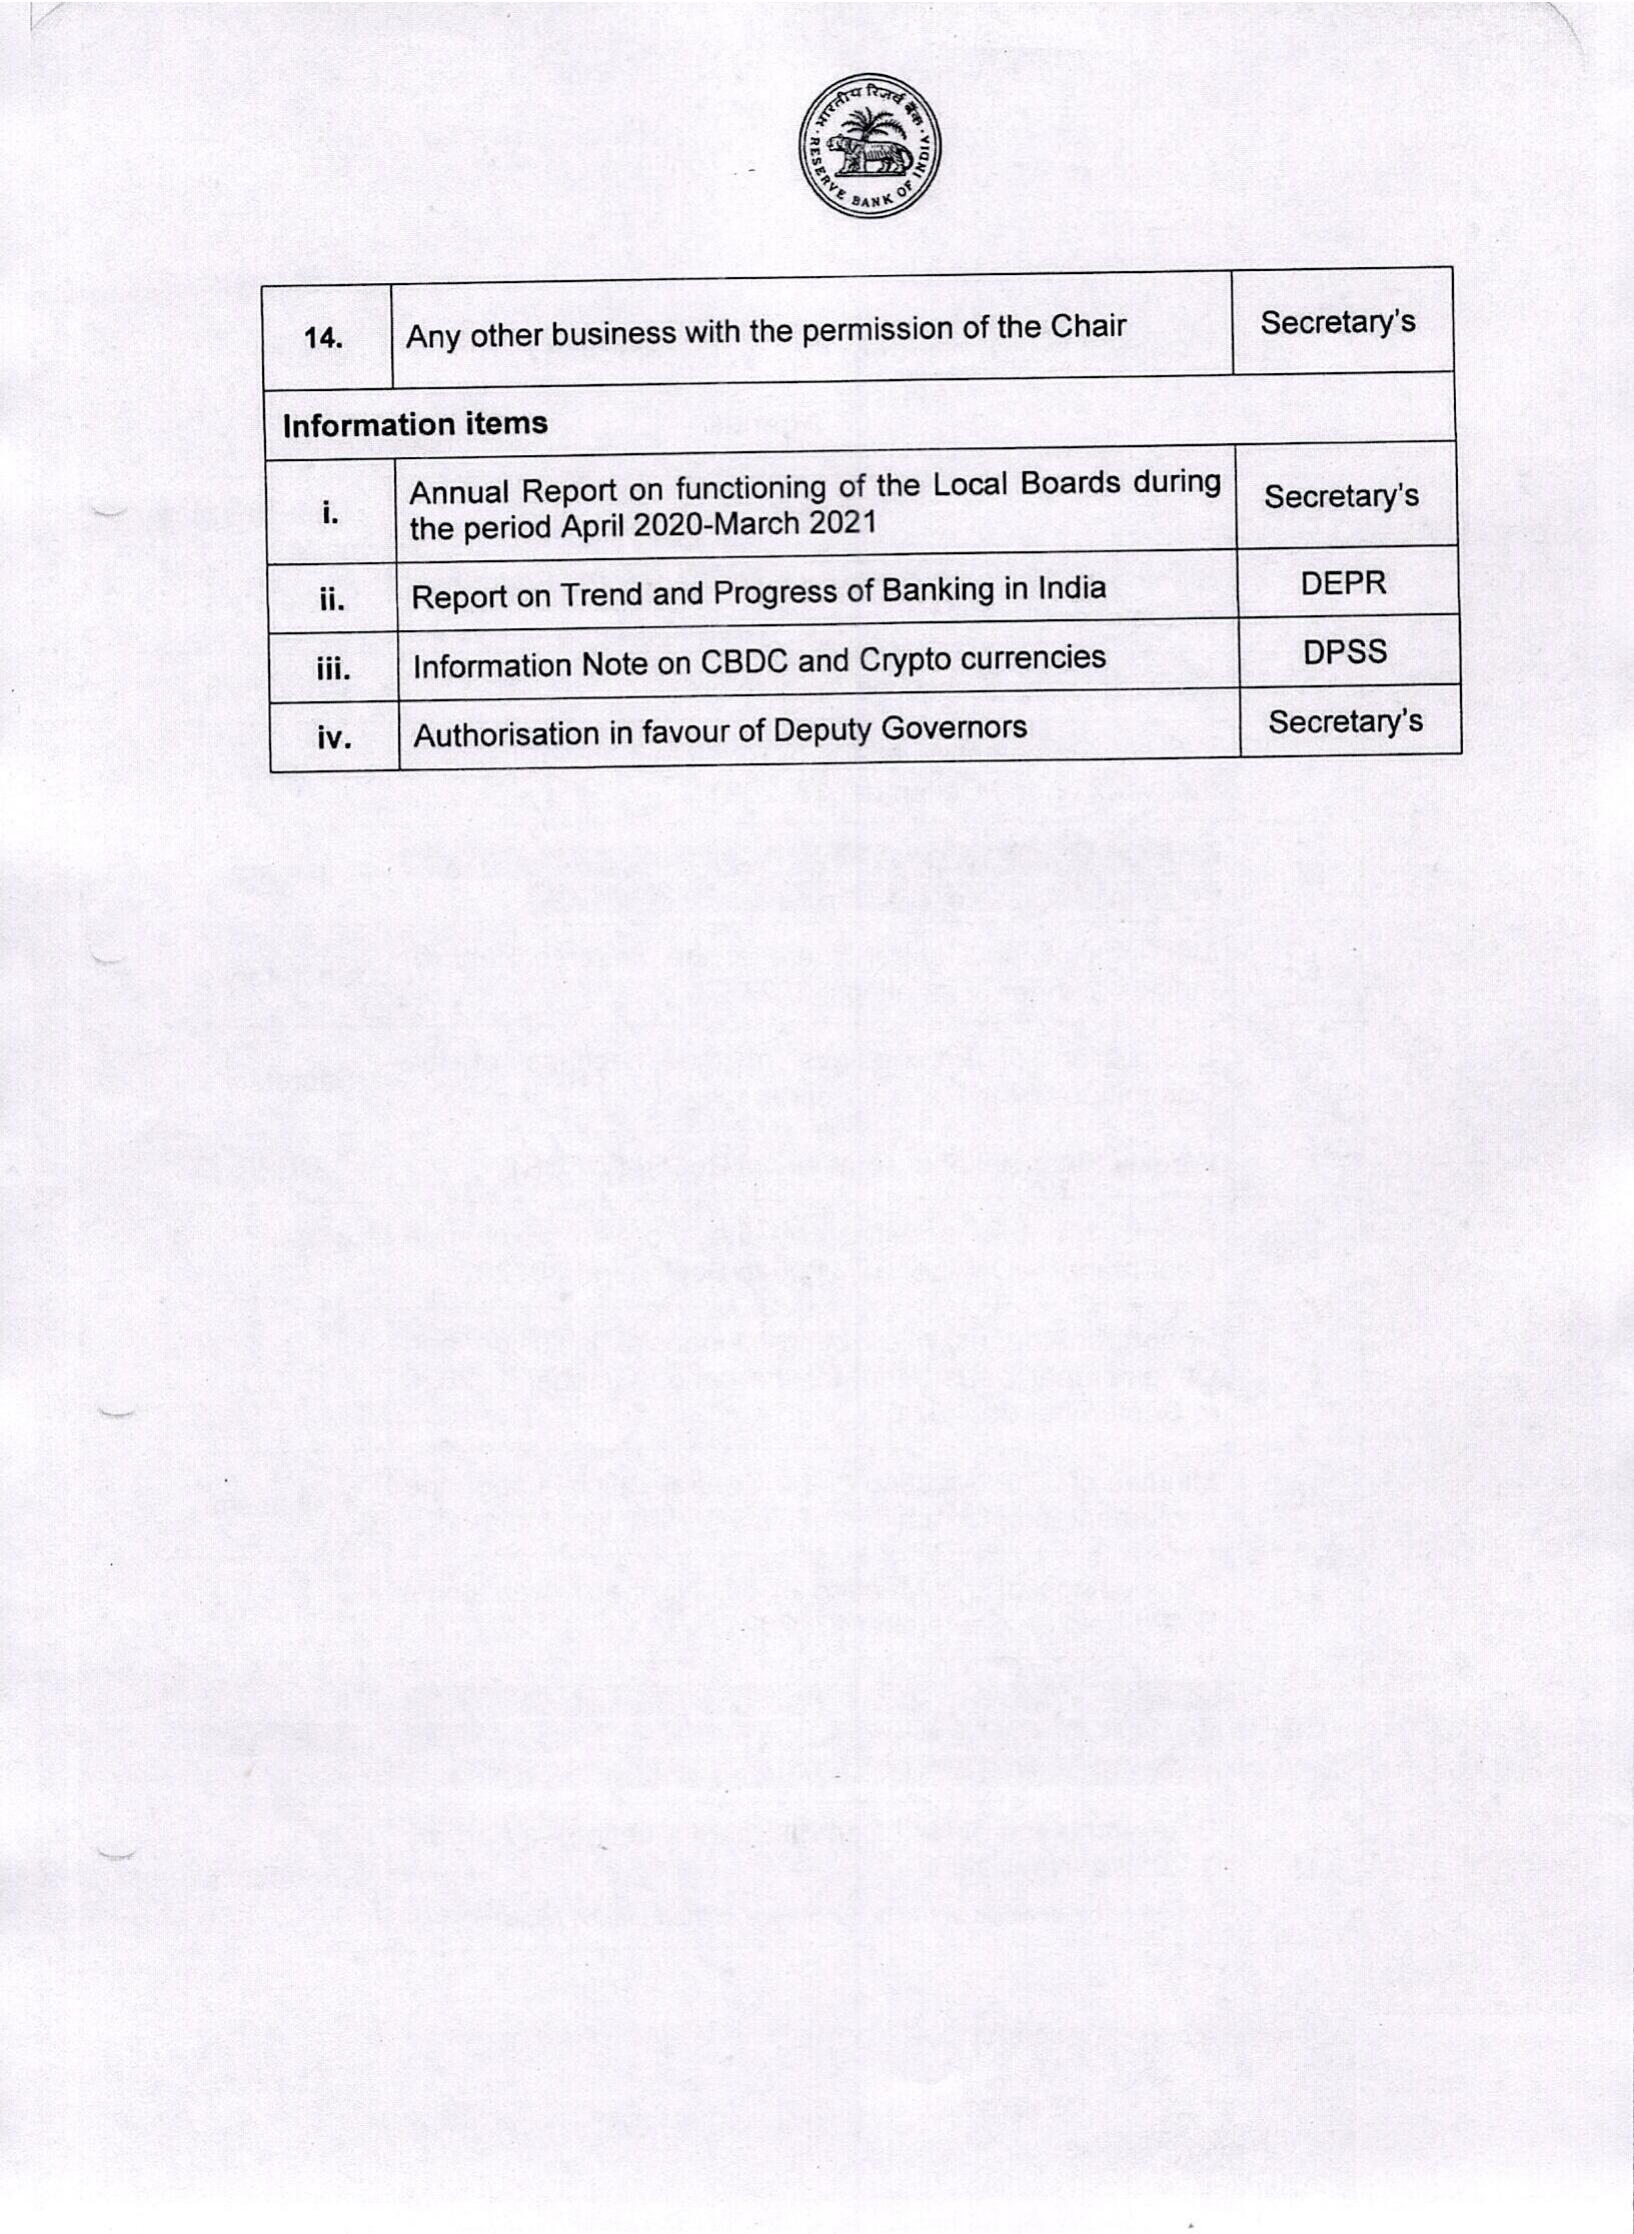 भारतीय रिज़र्व बैंक
RESERVE BANK OF INDIA
14. Any other business with the permission of the Chair Secretary's
Information items
i. Annual Report on functioning of the Local Boards during Secretary's
the period April 2020-March 2021
ii. Report on Trend and Progress of Banking in India DEPR
iii. Information Note on CBDC and Crypto currencies DPSS
iv. Authorisation in favour of Deputy Governors Secretary's